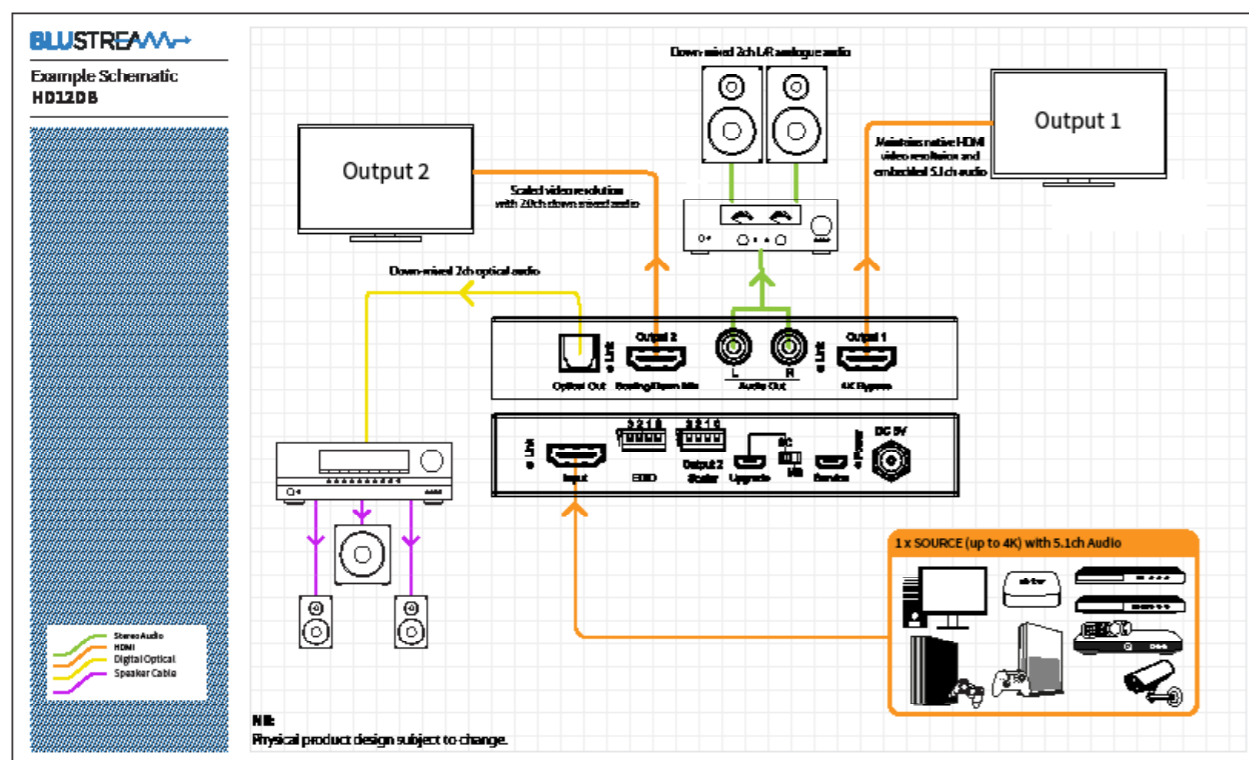 BLUSTREAM
Example Schematic
HD12DB
Down-mixed 2ch L/R analogue audio
Output 1
Maintains native HDMI
video resolution and
embedded 5.1ch audio
Output 2
Scaled video resolution
with 2.0ch down mixed audio
Down-mixed 2ch optical audio
Link
Output 2
Link
Output 1
L
R
Optical Out
Scaling/Down Mix
Audio Out
4K Bypass
Link
Input
3 2 1 0
EDID
3 2 1 0
Output 2
Scaler
Upgrade
Service
Power
DC 5V
1 x SOURCE (up to 4K) with 5.1ch Audio
Stereo Audio
HDMI
Digital Optical
Speaker Cable
NB:
Physical product design subject to change.